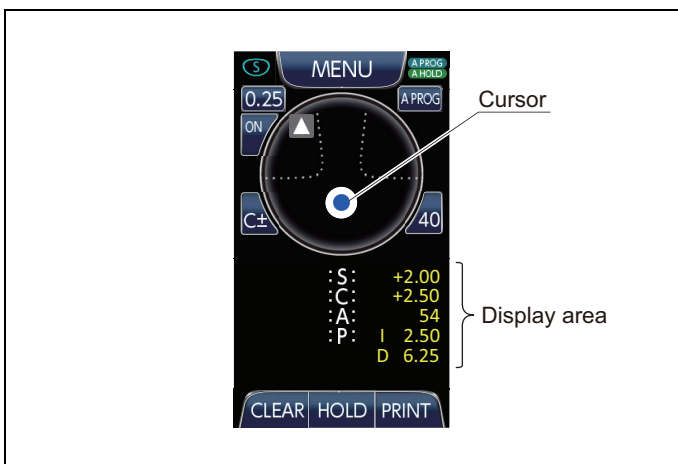 S MENU A PROG
A HOLD
0.25 A PROG Cursor
ON
C± 40
:S: +2.00
:C: +2.50
:A: 54
:P: I 2.50
D 6.25
Display area
CLEAR HOLD PRINT